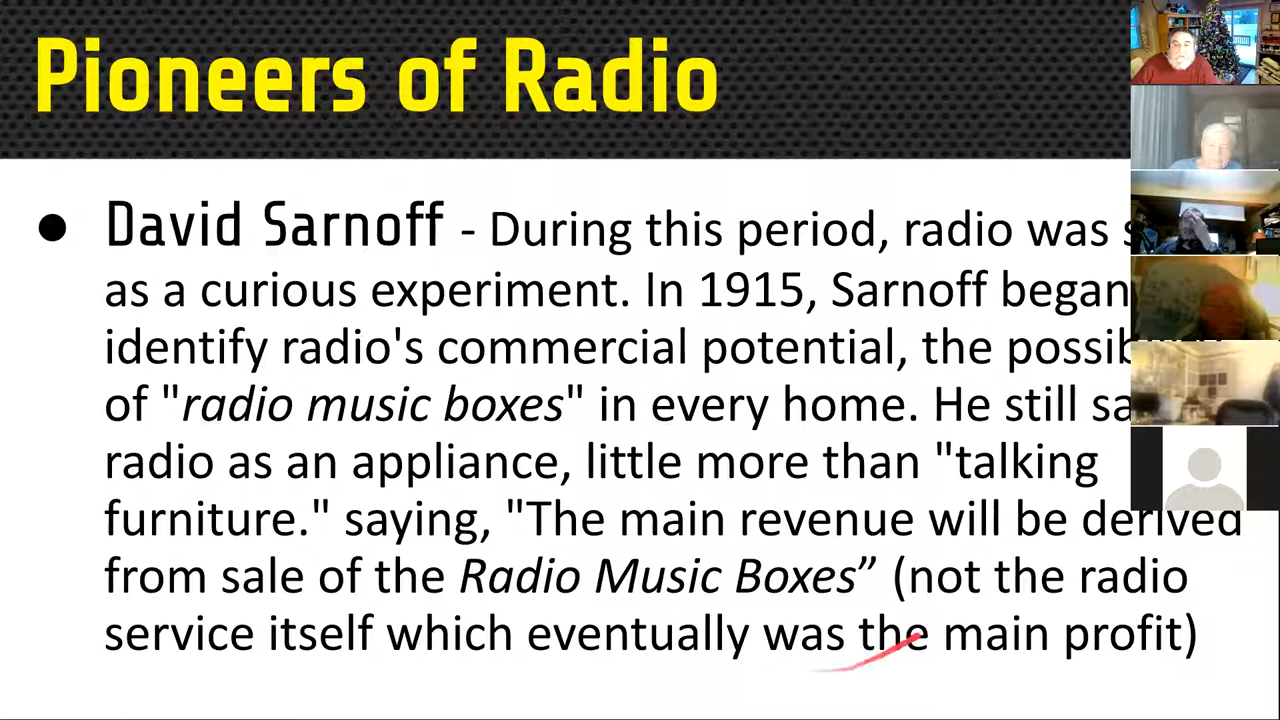 Pioneers of Radio
● David Sarnoff - During this period, radio was
as a curious experiment. In 1915, Sarnoff began
identify radio's commercial potential, the
of "radio music boxes" in every home. He still
radio as an appliance, little more than "talking
furniture." saying, "The main revenue will be derived
from sale of the Radio Music Boxes” (not the radio
service itself which eventually was the main profit)